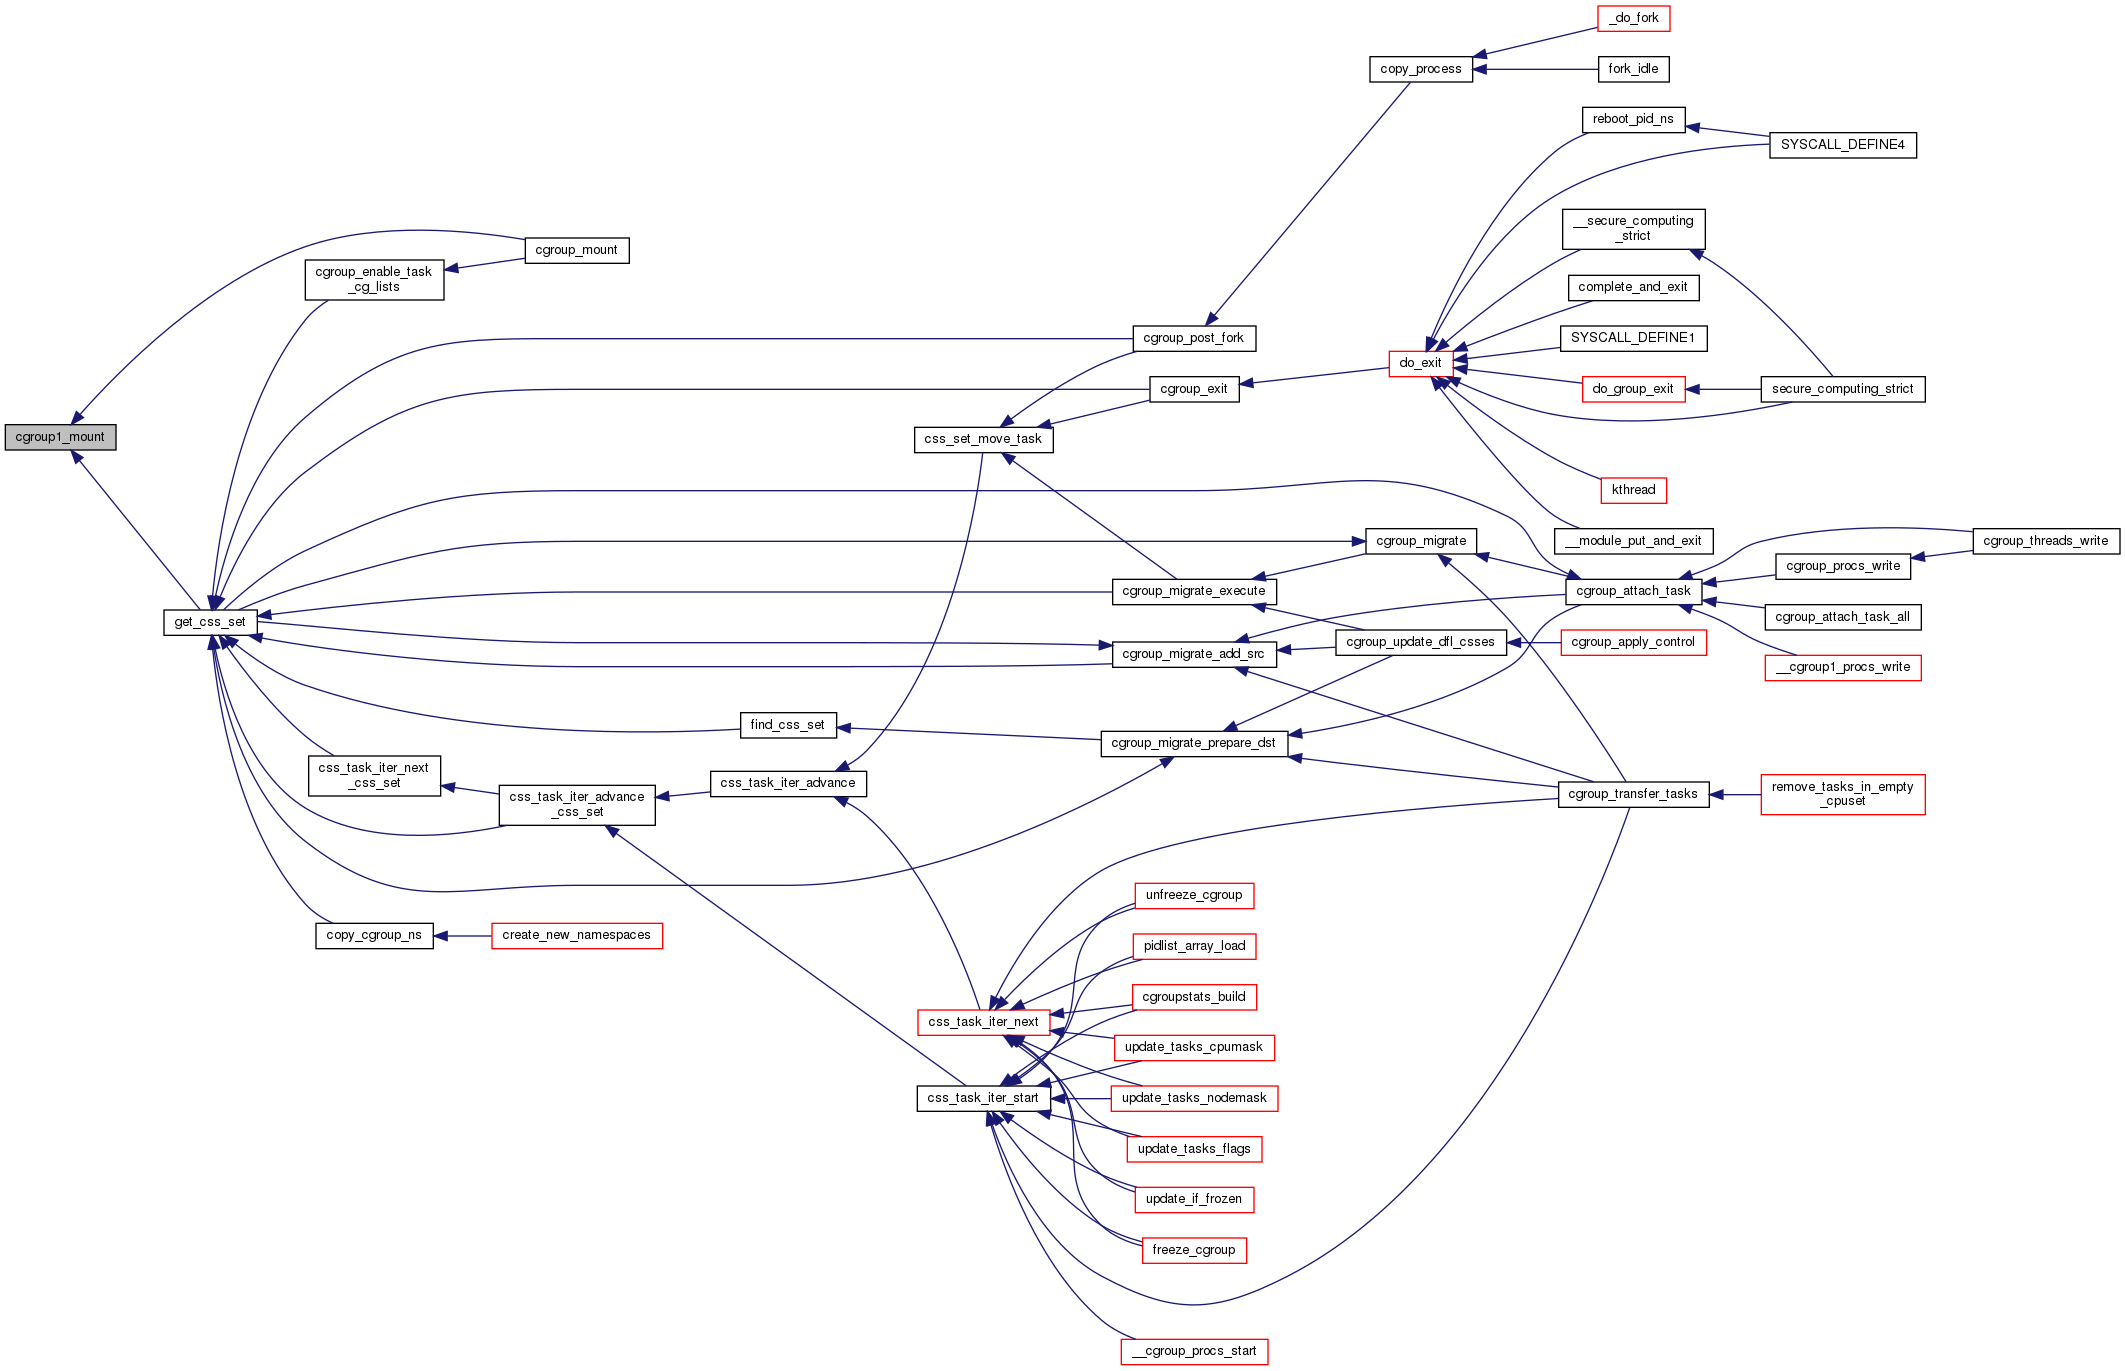 _do_fork
copy_process
fork_idle
reboot_pid_ns
SYSCALL_DEFINE4
__secure_computing
_strict
cgroup_mount
cgroup_enable_task
_cg_lists
complete_and_exit
cgroup_post_fork
SYSCALL_DEFINE1
do_exit
cgroup_exit
do_group_exit
secure_computing_strict
cgroup1_mount
css_set_move_task
kthread
cgroup_migrate
__module_put_and_exit
cgroup_threads_write
cgroup_procs_write
cgroup_migrate_execute
cgroup_attach_task
cgroup_attach_task_all
get_css_set
cgroup_migrate_add_src
cgroup_update_dfl_csses
cgroup_apply_control
__cgroup1_procs_write
find_css_set
cgroup_migrate_prepare_dst
css_task_iter_next
_css_set
css_task_iter_advance
_css_set
css_task_iter_advance
cgroup_transfer_tasks
remove_tasks_in_empty
_cpuset
unfreeze_cgroup
copy_cgroup_ns
create_new_namespaces
pidlist_array_load
cgroupstats_build
css_task_iter_next
update_tasks_cpumask
css_task_iter_start
update_tasks_nodemask
update_tasks_flags
update_if_frozen
freeze_cgroup
__cgroup_procs_start